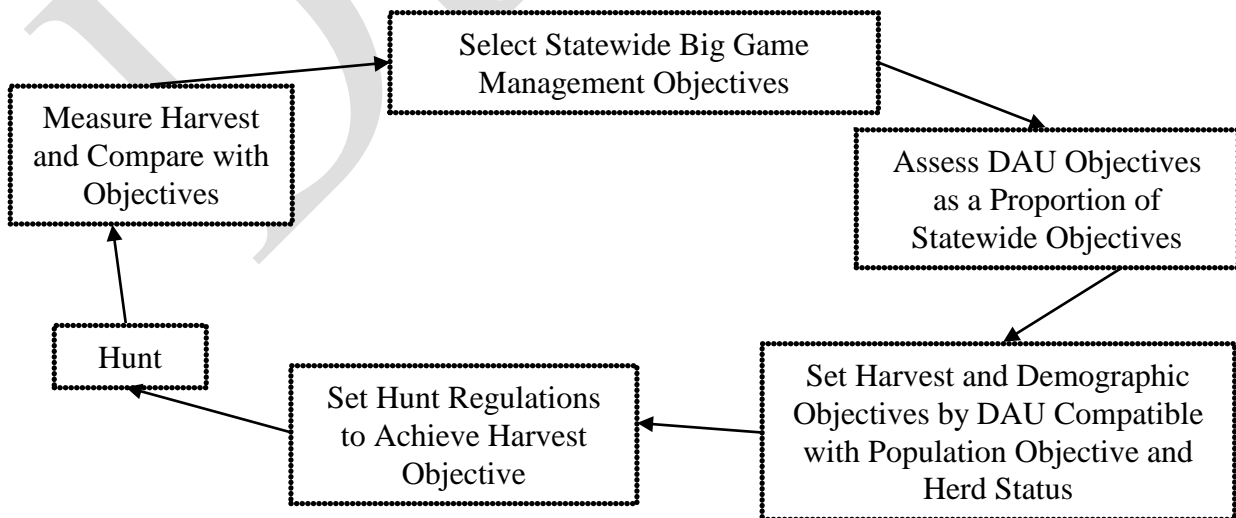 Select Statewide Big Game
Management Objectives
Assess DAU Objectives
as a Proportion of
Statewide Objectives
Set Harvest and Demographic
Objectives by DAU Compatible
with Population Objective and
Herd Status
Set Hunt Regulations
to Achieve Harvest
Objective
Hunt
Measure Harvest
and Compare with
Objectives